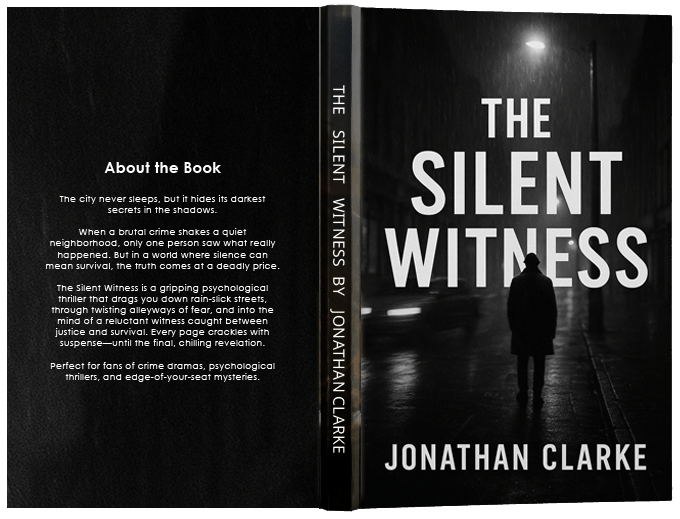 About the Book
The city never sleeps, but it hides its darkest
secrets in the shadows.
When a brutal crime shakes a quiet
neighborhood, only one person saw what really
happened. But in a world where silence can
mean survival, the truth comes at a deadly price.
The Silent Witness is a gripping psychological
thriller that drags you down rain-slick streets,
through twisting alleyways of fear, and into the
mind of a reluctant witness caught between
justice and survival. Every page crackles with
suspense—until the final, chilling revelation.
Perfect for fans of crime dramas, psychological
thrillers, and edge-of-your-seat mysteries.
THE SILENT WITNESS BY JONATHAN CLARKE
THE
SILENT
WITNESS
JONATHAN CLARKE